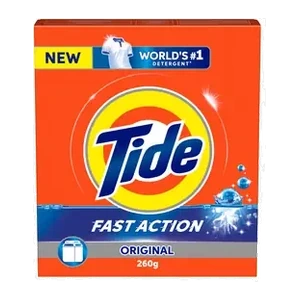 NEW
WORLD'S #1
DETERGENT*
Tide
FAST ACTION
ORIGINAL
260g